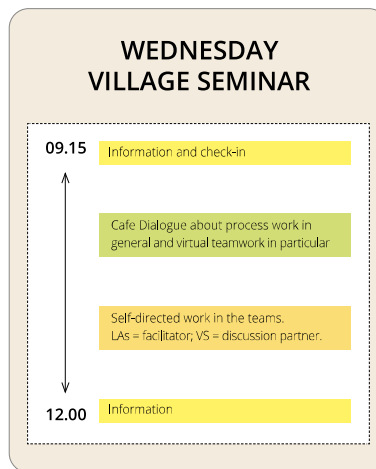 WEDNESDAY
VILLAGE SEMINAR
09.15
Information and check-in
Cafe Dialogue about process work in
general and virtual teamwork in particular
Self-directed work in the teams.
LAs = facilitator; VS = discussion partner.
12.00
Information